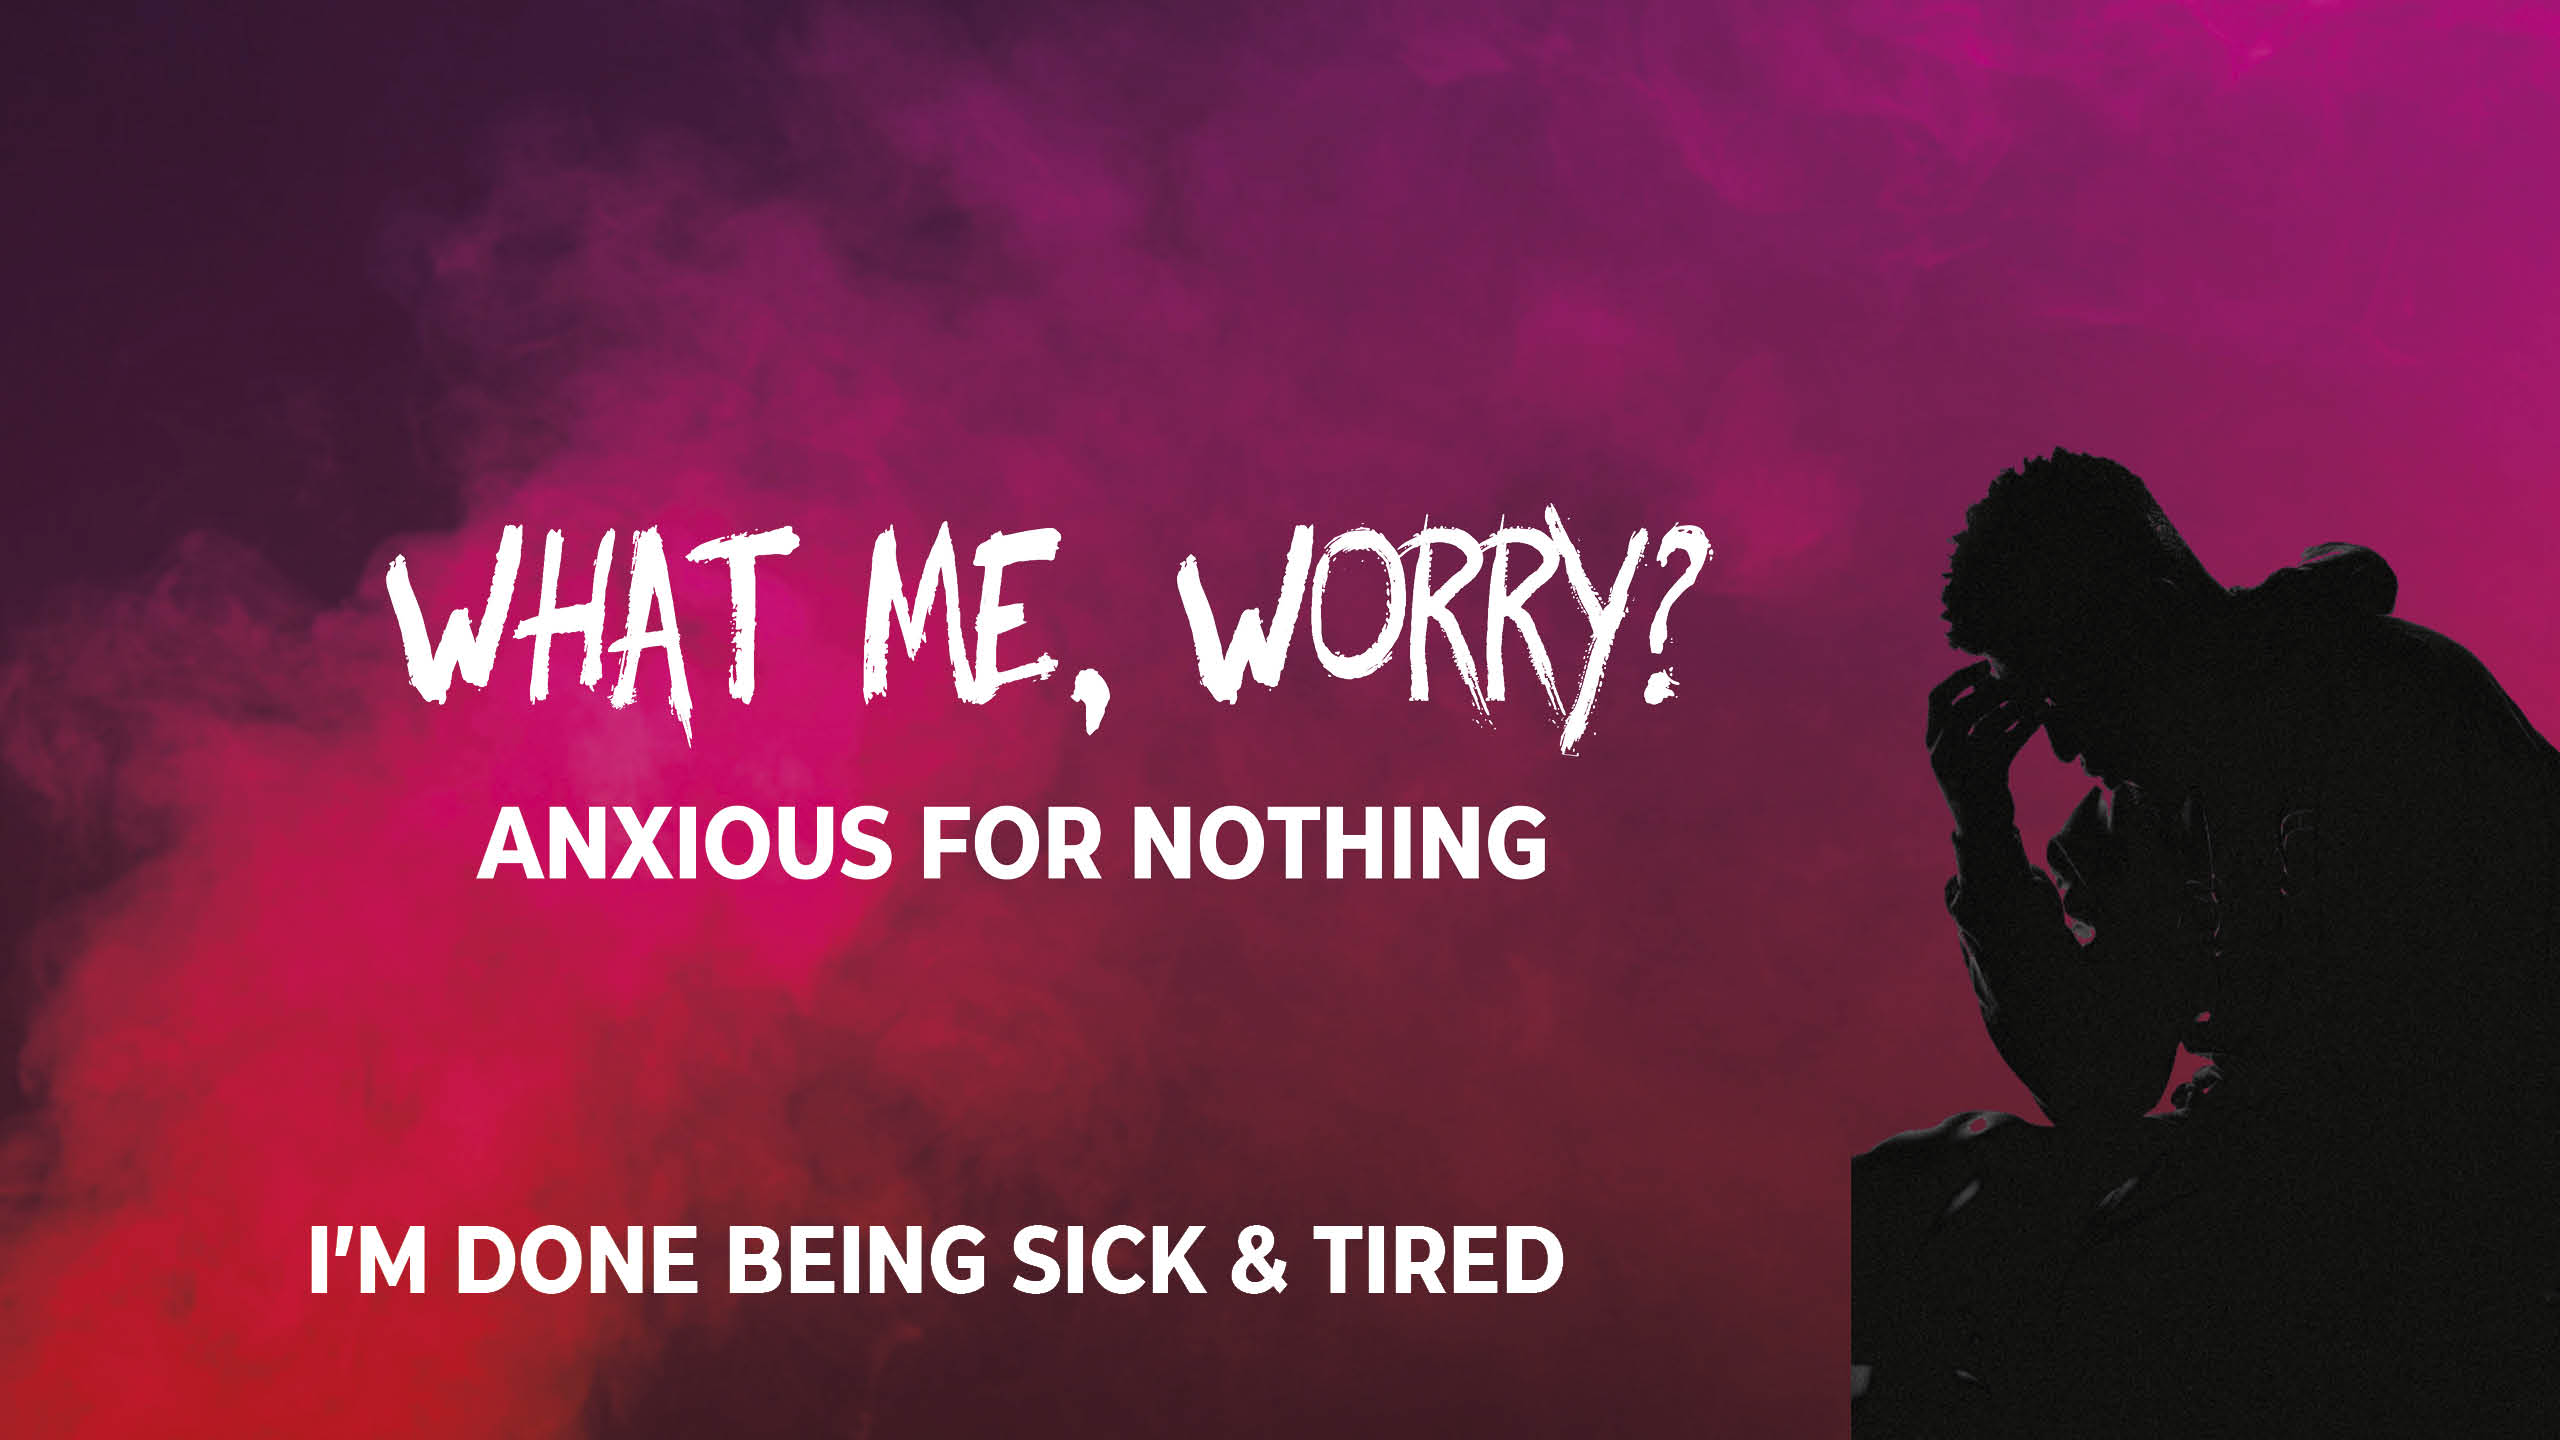 WHAT ME, WORRY?
ANXIOUS FOR NOTHING
I'M DONE BEING SICK & TIRED